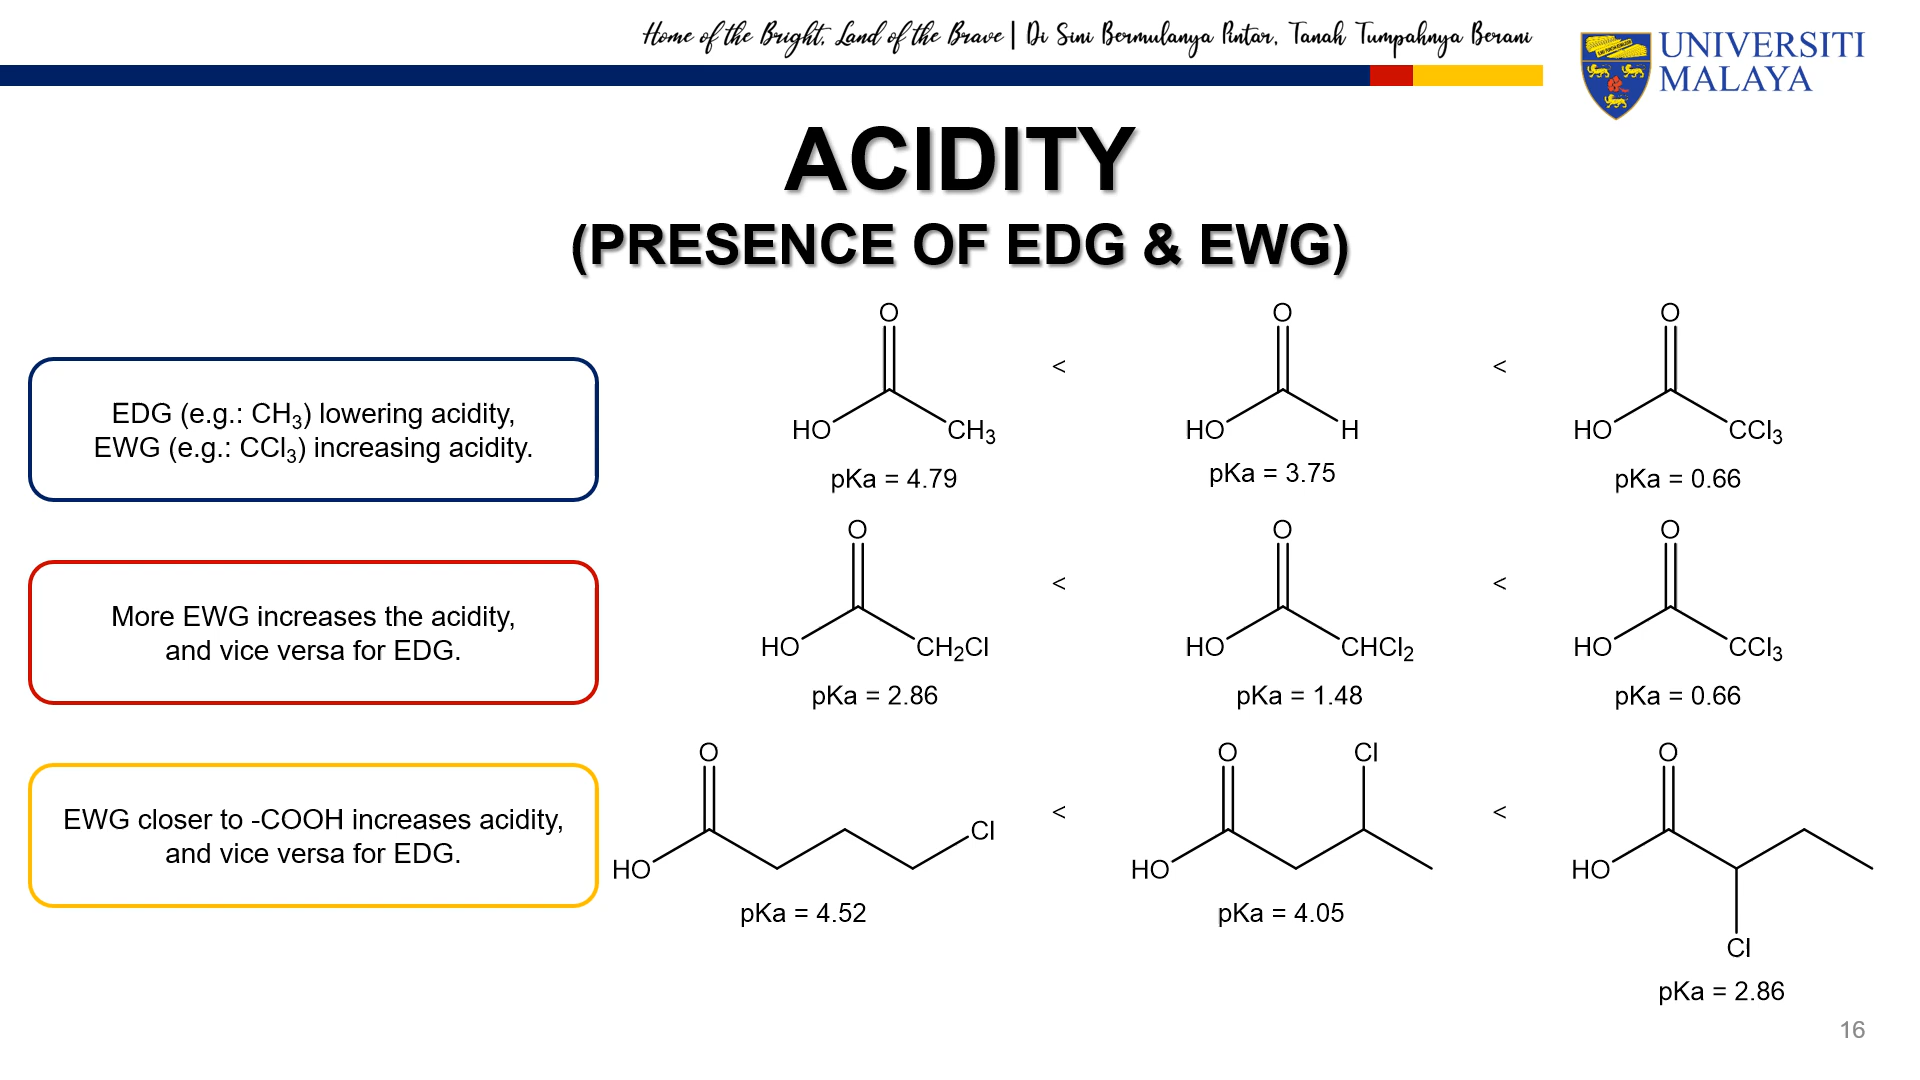 Home of the Bright, Land of the Brave | Di Sini Bermulanya Pintar, Tanah Tumpahnya Berani
UNIVERSITI
MALAYA
ACIDITY
(PRESENCE OF EDG & EWG)
EDG (e.g.: CH₃) lowering acidity,
EWG (e.g.: CCl₃) increasing acidity.
O
HO
CH₃
pKa = 4.79
<
O
HO
H
pKa = 3.75
<
O
HO
CCl₃
pKa = 0.66
More EWG increases the acidity,
and vice versa for EDG.
O
HO
CH₂Cl
pKa = 2.86
<
O
HO
CHCl₂
pKa = 1.48
<
O
HO
CCl₃
pKa = 0.66
EWG closer to -COOH increases acidity,
and vice versa for EDG.
O
HO
Cl
pKa = 4.52
<
O
Cl
HO
pKa = 4.05
<
O
HO
Cl
pKa = 2.86
16